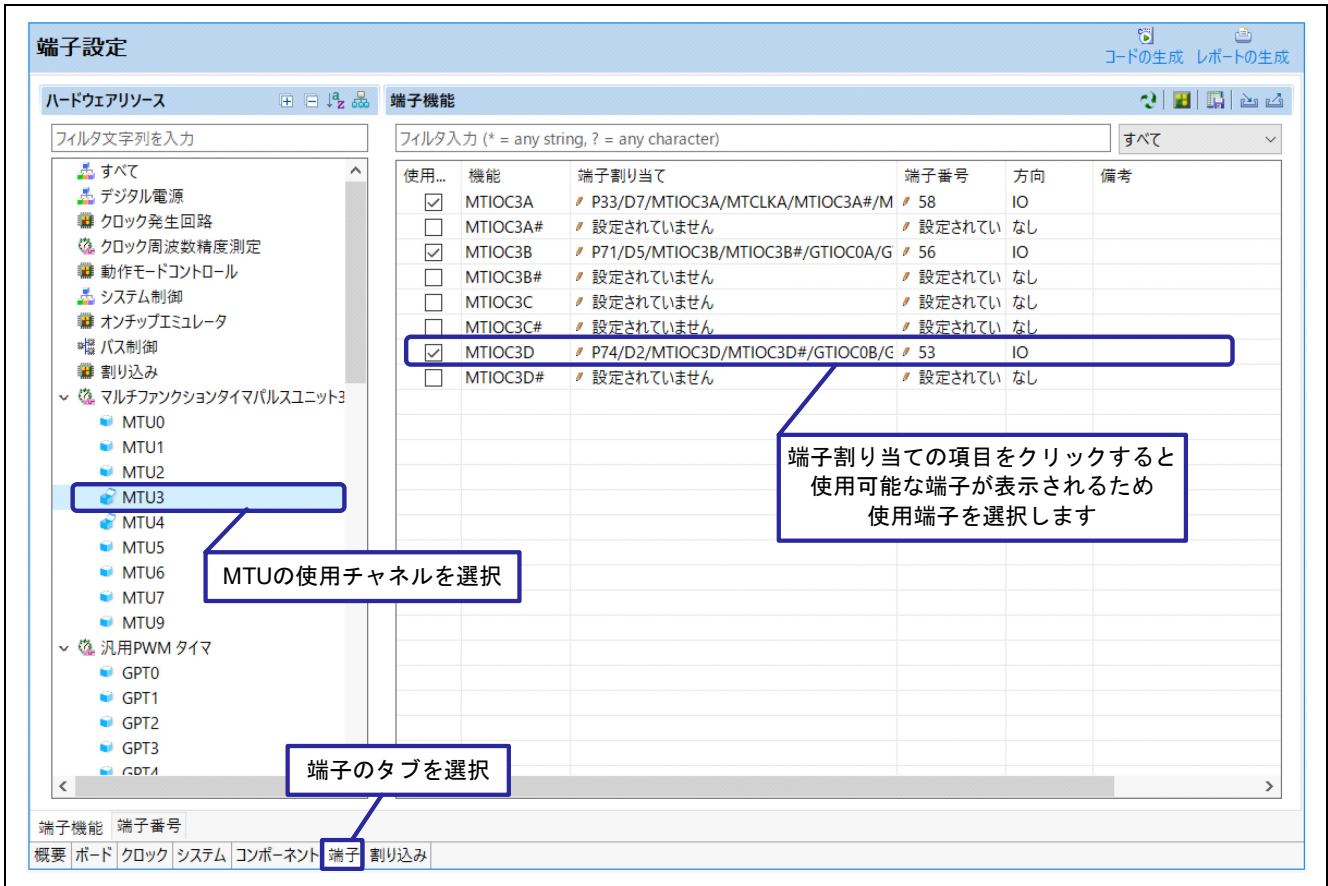 端子設定
コードの生成 レポートの生成
ハードウェアリソース
フィルタ文字列を入力
すべて
デジタル電源
クロック発生回路
クロック周波数精度測定
動作モードコントロール
システム制御
オンチップエミュレータ
バス制御
割り込み
マルチファンクションタイマパルスユニット3
MTU0
MTU1
MTU2
MTU3
MTU4
MTU5
MTU6
MTU7
MTU9
汎用PWM タイマ
GPT0
GPT1
GPT2
GPT3
GPT4
端子機能
フィルタ入力 (* = any string, ? = any character)
すべて
使用... 機能 端子割り当て 端子番号 方向 備考
MTIOC3A P33/D7/MTIOC3A/MTCLKA/MTIOC3A#/M 58 IO
MTIOC3A# 設定されていません 設定されてい なし
MTIOC3B P71/D5/MTIOC3B/MTIOC3B#/GTIOC0A/G 56 IO
MTIOC3B# 設定されていません 設定されてい なし
MTIOC3C 設定されていません 設定されてい なし
MTIOC3C# 設定されていません 設定されてい なし
MTIOC3D P74/D2/MTIOC3D/MTIOC3D#/GTIOC0B/G 53 IO
MTIOC3D# 設定されていません 設定されてい なし
端子割り当ての項目をクリックすると
使用可能な端子が表示されるため
使用端子を選択します
MTUの使用チャネルを選択
端子のタブを選択
端子機能 端子番号
概要 ボード クロック システム コンポーネント 端子 割り込み